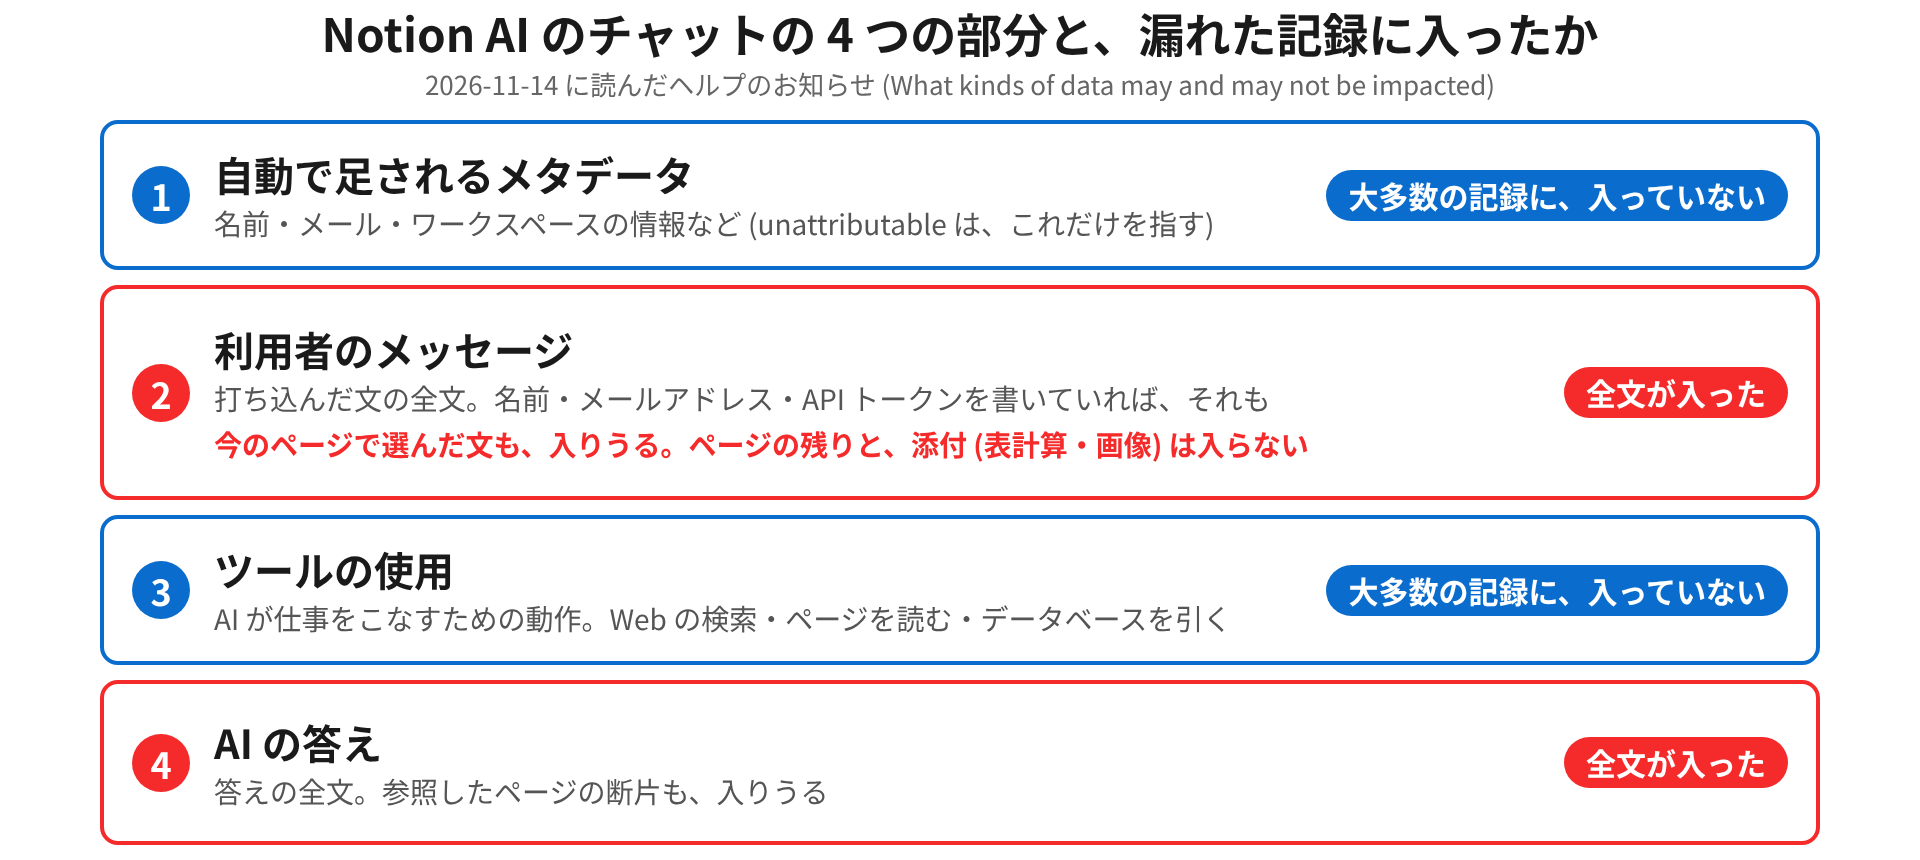 Notion AI のチャットの 4 つの部分と、漏れた記録に入ったか
2026-11-14 に読んだヘルプのお知らせ (What kinds of data may and may not be impacted)
1
自動で足されるメタデータ
名前・メール・ワークスペースの情報など (unattributable は、これだけを指す)
大多数の記録に、入っていない
2
利用者のメッセージ
打ち込んだ文の全文。名前・メールアドレス・API トークンを書いていれば、それも
今のページで選んだ文も、入りうる。ページの残りと、添付 (表計算・画像) は入らない
全文が入った
3
ツールの使用
AI が仕事をこなすための動作。Web の検索・ページを読む・データベースを引く
大多数の記録に、入っていない
4
AI の答え
答えの全文。参照したページの断片も、入りうる
全文が入った